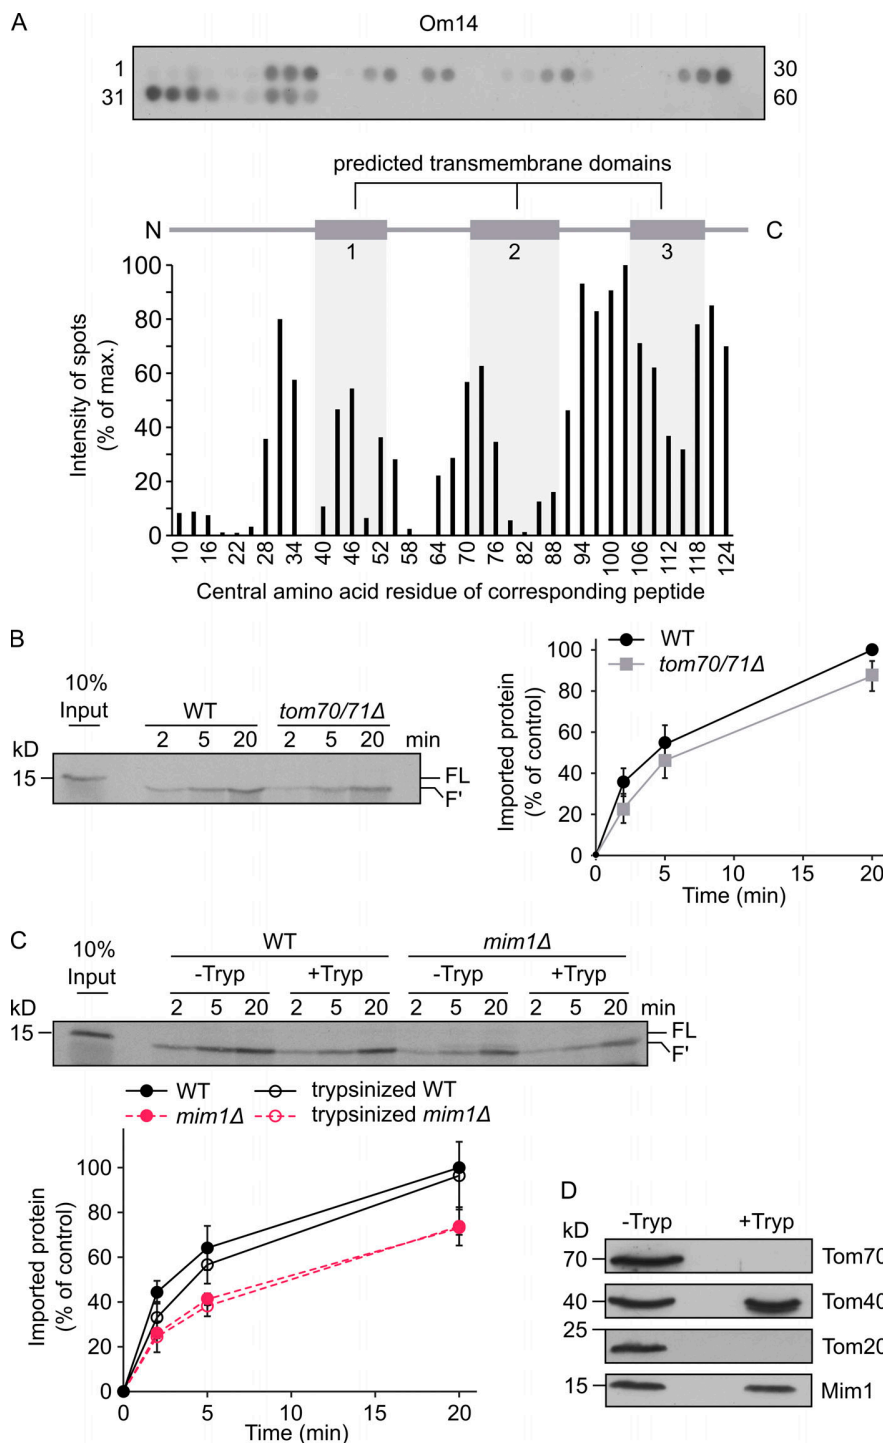 A
Om14
1 30
31 60
predicted transmembrane domains
N C
1 2 3
Intensity of spots
(% of max.)
100
80
60
40
20
0
10 16 22 28 34 40 46 52 58 64 70 76 82 88 94 100 106 112 118 124
Central amino acid residue of corresponding peptide
B
10%
Input
WT tom70/71Δ
kD 2 5 20 2 5 20 min
15 FL
F'
WT
tom70/71Δ
Imported protein
(% of control)
100
80
60
40
20
0
0 5 10 15 20
Time (min)
C
10%
Input
WT mim1Δ
-Tryp +Tryp -Tryp +Tryp
kD 2 5 20 2 5 20 2 5 20 2 5 20 min
15 FL
F'
WT trypsinized WT
mim1Δ trypsinized mim1Δ
Imported protein
(% of control)
100
80
60
40
20
0
0 5 10 15 20
Time (min)
D
kD -Tryp +Tryp
70 Tom70
40 Tom40
25
Tom20
15 Mim1